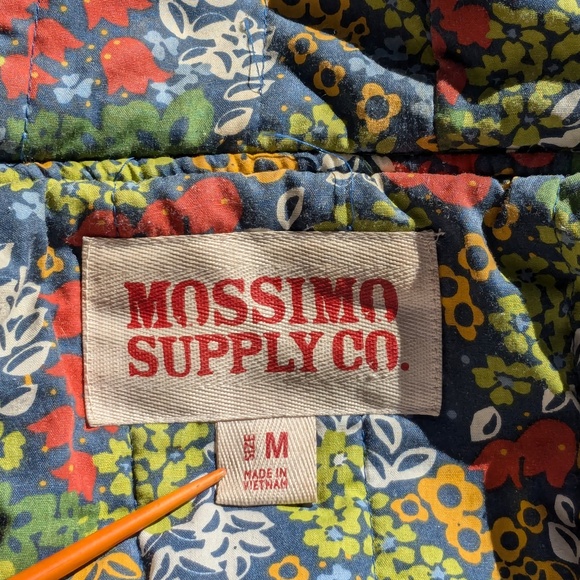 MOSSIMO
SUPPLY CO.
SIZE M
MADE IN
VIETNAM